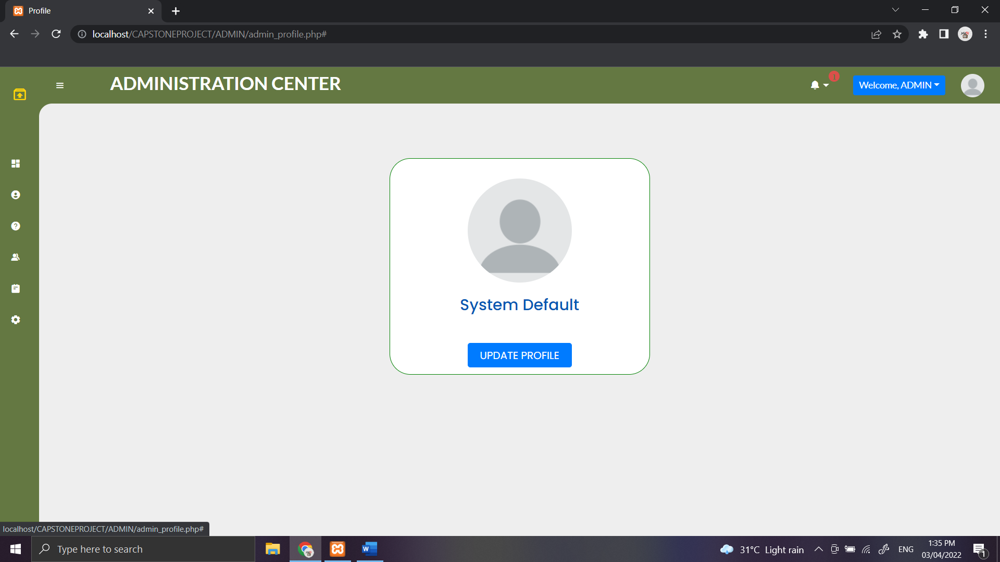 Profile
localhost/CAPSTONEPROJECT/ADMIN/admin_profile.php#
ADMINISTRATION CENTER
1
Welcome, ADMIN
System Default
UPDATE PROFILE
localhost/CAPSTONEPROJECT/ADMIN/admin_profile.php#
Type here to search
31°C Light rain
ENG
1:35 PM
03/04/2022
1